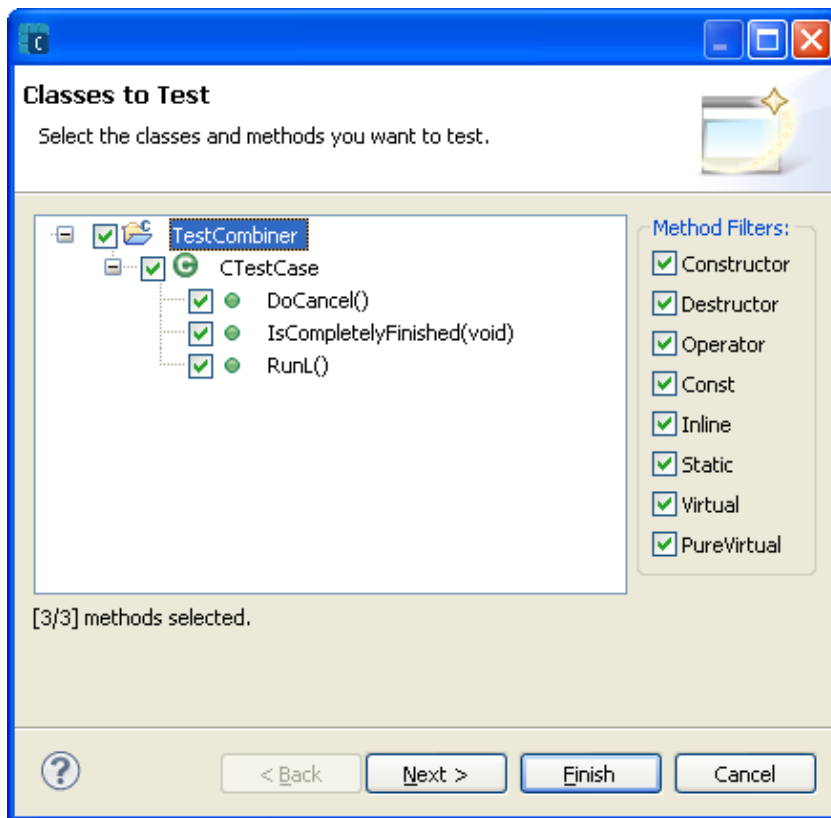 C
Classes to Test
Select the classes and methods you want to test.
C
TestCombiner
C
CTestCase
DoCancel()
IsCompletelyFinished(void)
RunL()
Method Filters:
Constructor
Destructor
Operator
Const
Inline
Static
Virtual
PureVirtual
[3/3] methods selected.
?
< Back
Next >
Finish
Cancel